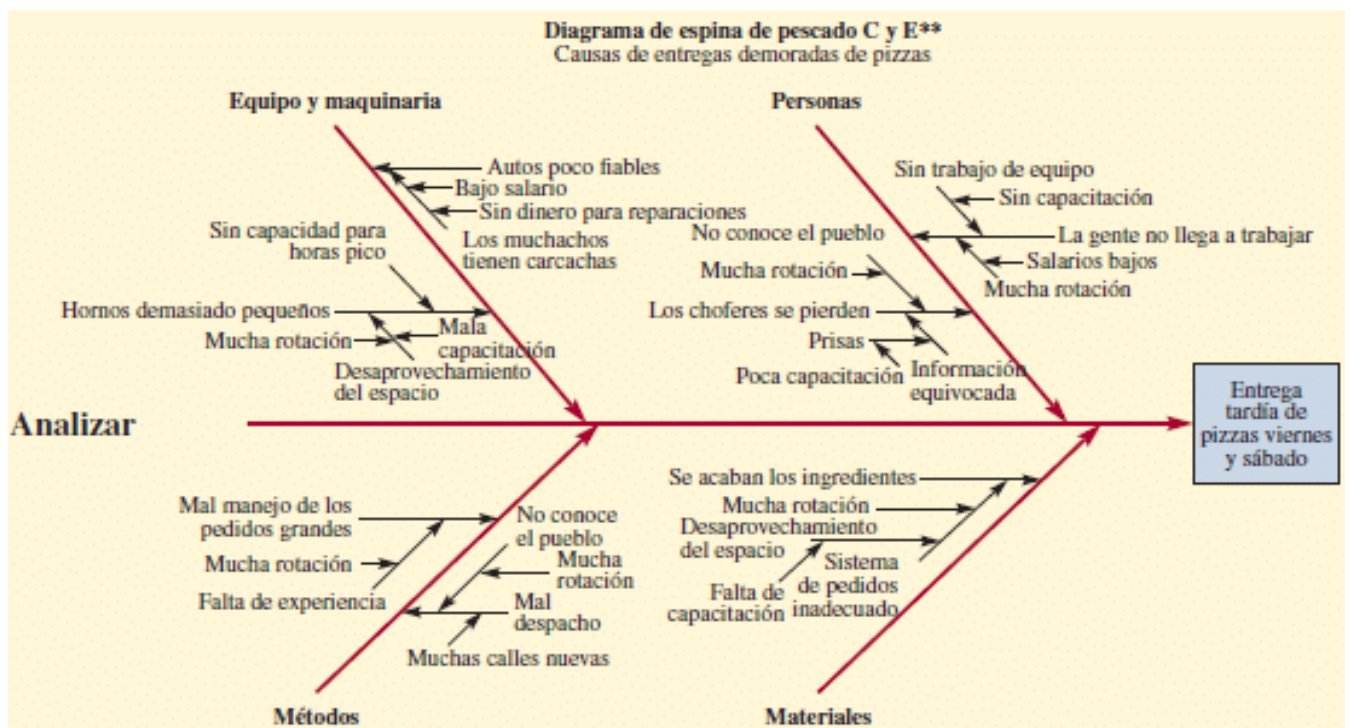 Diagrama de espina de pescado C y E**
Causas de entregas demoradas de pizzas
Equipo y maquinaria
Autos poco fiables
Bajo salario
Sin dinero para reparaciones
Los muchachos
tienen carcachas
Sin capacidad para
horas pico
Hornos demasiado pequeños
Mucha rotación
Mala
capacitación
Desaprovechamiento
del espacio
Personas
Sin trabajo de equipo
Sin capacitación
La gente no llega a trabajar
Salarios bajos
Mucha rotación
No conoce el pueblo
Mucha rotación
Los choferes se pierden
Prisas
Poca capacitación
Información
equivocada
Analizar
Entrega
tardía de
pizzas viernes
y sábado
Mal manejo de los
pedidos grandes
Mucha rotación
Falta de experiencia
No conoce
el pueblo
Mucha
rotación
Mal
despacho
Muchas calles nuevas
Métodos
Se acaban los ingredientes
Mucha rotación
Desaprovechamiento
del espacio
Falta de
capacitación
Sistema
de pedidos
inadecuado
Materiales